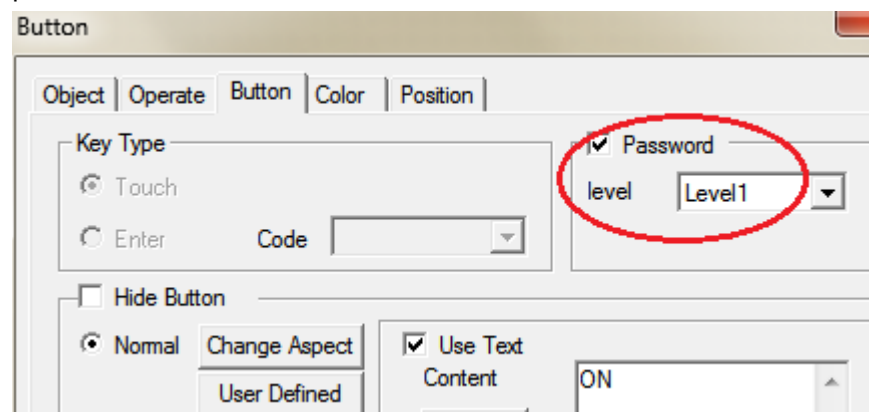 Button
Object Operate Button Color Position
Key Type
Password
Touch
level Level1
Enter Code
Hide Button
Normal Change Aspect Use Text
User Defined Content ON